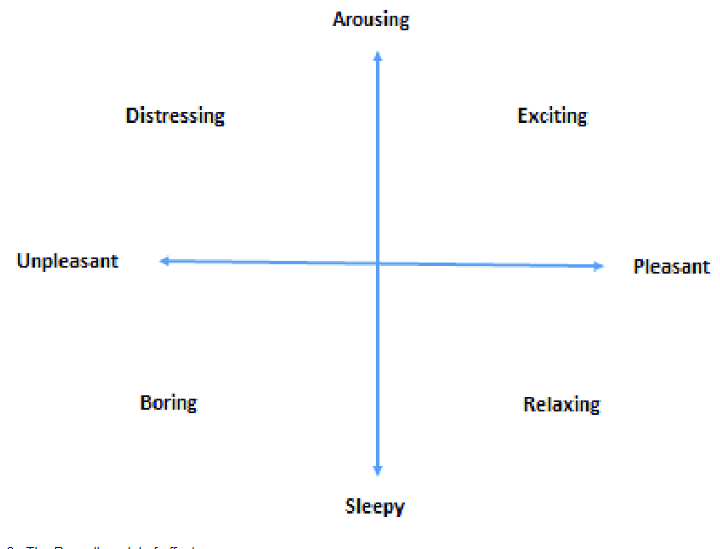 Arousing
Distressing
Exciting
Unpleasant
Pleasant
Boring
Relaxing
Sleepy